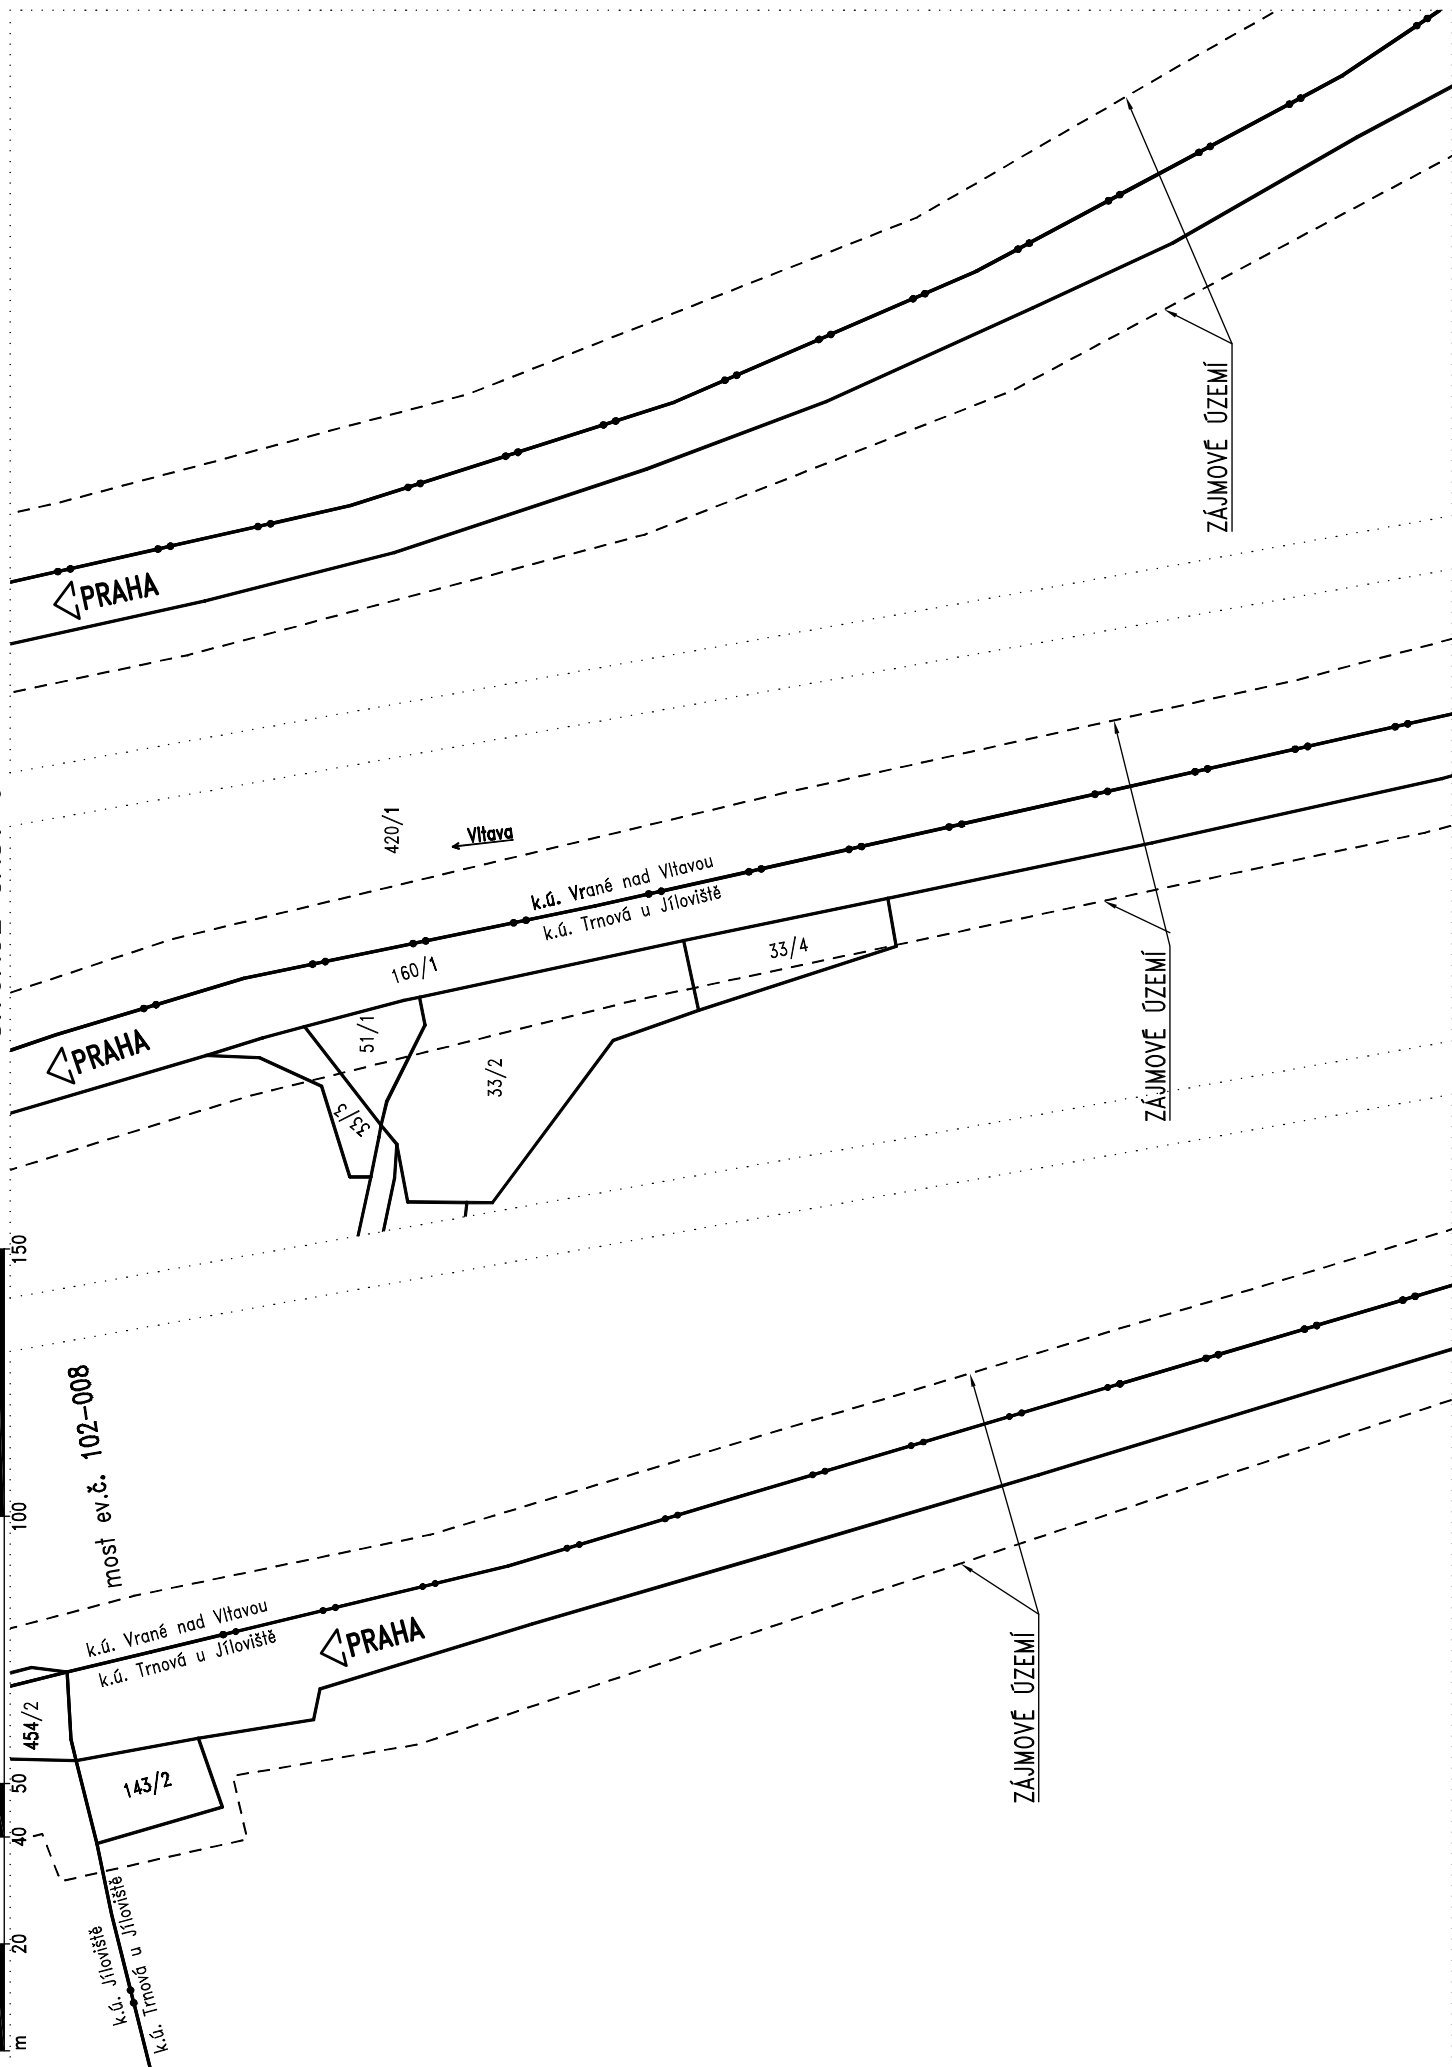 PRAHA
ZÁJMOVÉ ÚZEMÍ
420/1
Vltava
k.ú. Vrané nad Vltavou
k.ú. Trnová u Jíloviště
160/1
33/4
PRAHA
51/1
33/2
33/3
ZÁJMOVÉ ÚZEMÍ
most ev.č. 102-008
k.ú. Vrané nad Vltavou
k.ú. Trnová u Jíloviště
PRAHA
454/2
143/2
ZÁJMOVÉ ÚZEMÍ
k.ú. Jíloviště
k.ú. Trnová u Jíloviště
m 20 40 50 100 150